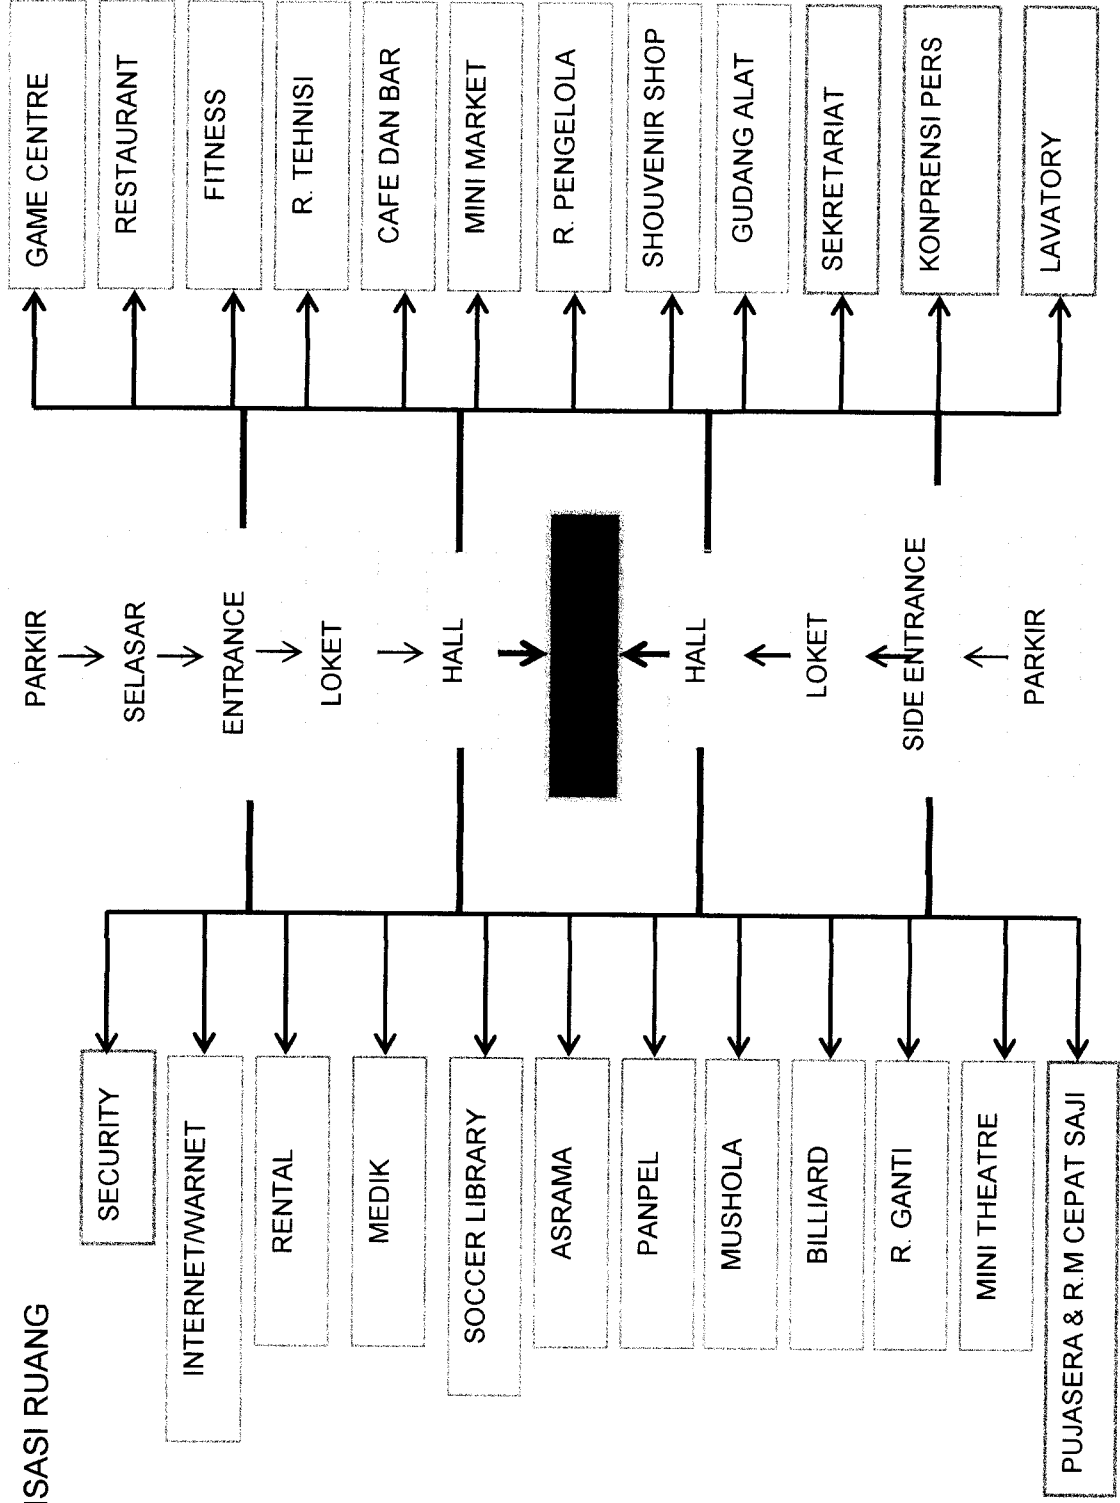 ISASI RUANG
SECURITY
INTERNET/WARNET
RENTAL
MEDIK
SOCCER LIBRARY
ASRAMA
PANPEL
MUSHOLA
BILLIARD
R. GANTI
MINI THEATRE
PUJASERA & R.M CEPAT SAJI
PARKIR
SELASAR
ENTRANCE
LOKET
HALL
HALL
LOKET
SIDE ENTRANCE
PARKIR
GAME CENTRE
RESTAURANT
FITNESS
R. TEHNISI
CAFE DAN BAR
MINI MARKET
R. PENGELOLA
SHOUVENIR SHOP
GUDANG ALAT
SEKRETARIAT
KONPRENSI PERS
LAVATORY